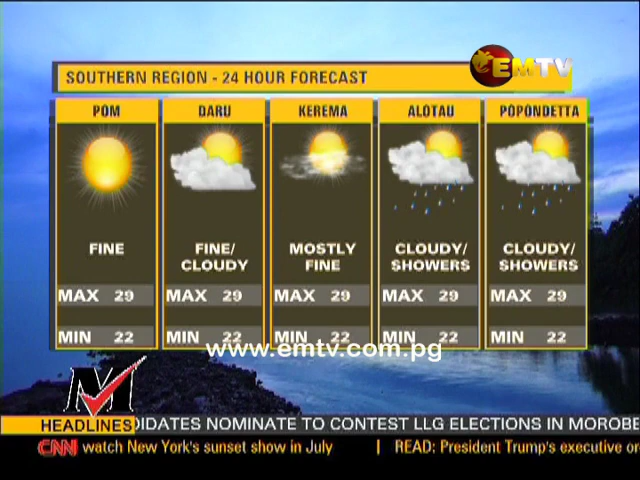 EMTV
SOUTHERN REGION - 24 HOUR FORECAST
POM DARU KEREMA ALOTAU POPONDETTA
FINE FINE/ CLOUDY MOSTLY FINE CLOUDY/ SHOWERS CLOUDY/ SHOWERS
MAX 29 MAX 29 MAX 29 MAX 29 MAX 29
MIN 22 MIN 22 MIN 22 MIN 22 MIN 22
www.emtv.com.pg
M
HEADLINES DIDATES NOMINATE TO CONTEST LLG ELECTIONS IN MOROBE
CNN watch New York's sunset show in July | READ: President Trump's executive or